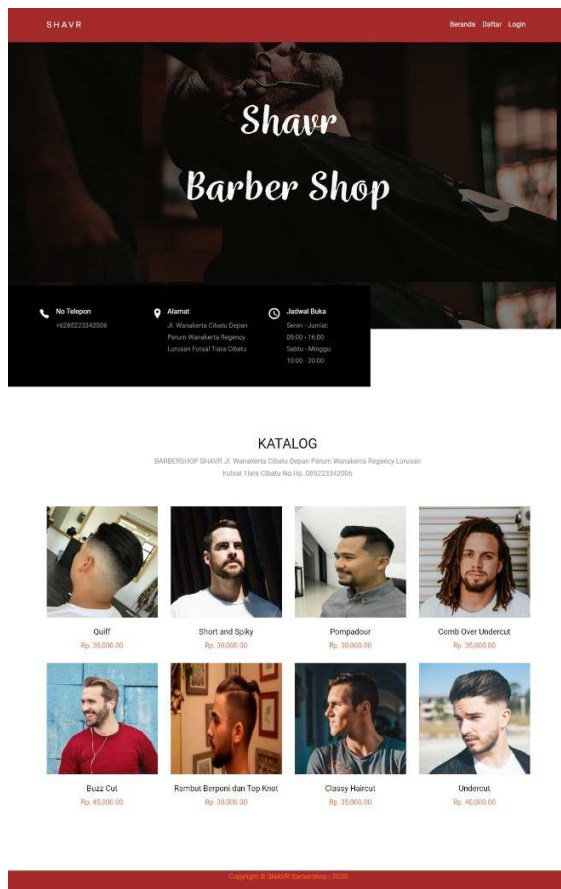 SHAVR
Beranda Daftar Login
Shavr
Barber Shop
No Telepon
+6285223342006
Alamat
Jl. Wanakerta Cibatu Depan
Perum Wanakerta Regency
Lurusan Futsal Tiara Cibatu
Jadwal Buka
Senin - Jumlat:
09:00 - 16:00
Sabtu - Minggu:
10:00 - 20:00
KATALOG
BARBERSHOP SHAVR Jl. Wanakerta Cibatu Depan Perum Wanakerta Regency Lurusan
Futsal Tiara Cibatu No.Hp. 085223342006
Quiff
Rp. 30,000.00
Short and Spiky
Rp. 30,000.00
Pompadour
Rp. 30,000.00
Comb Over Undercut
Rp. 35,000.00
Buzz Cut
Rp. 45,000.00
Rambut Berponi dan Top Knot
Rp. 30,000.00
Classy Haircut
Rp. 35,000.00
Undercut
Rp. 40,000.00
Copyright © SHAVR Barbershop | 2020